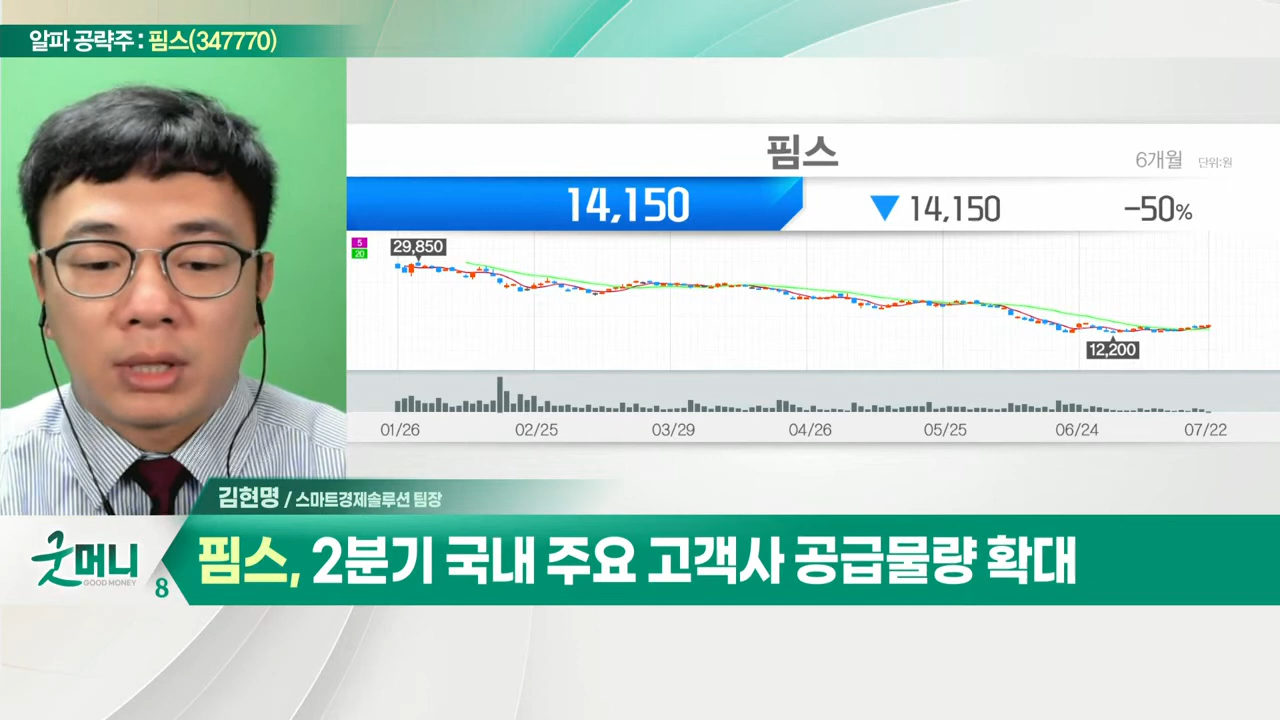 알파 공략주 : 핌스(347770)
핌스
6개월 단위:원
14,150 ▼ 14,150 -50%
5
20
29,850
12,200
01/26 02/25 03/29 04/26 05/25 06/24 07/22
김현명 / 스마트경제솔루션 팀장
굿머니
GOOD MONEY
8
핌스, 2분기 국내 주요 고객사 공급물량 확대